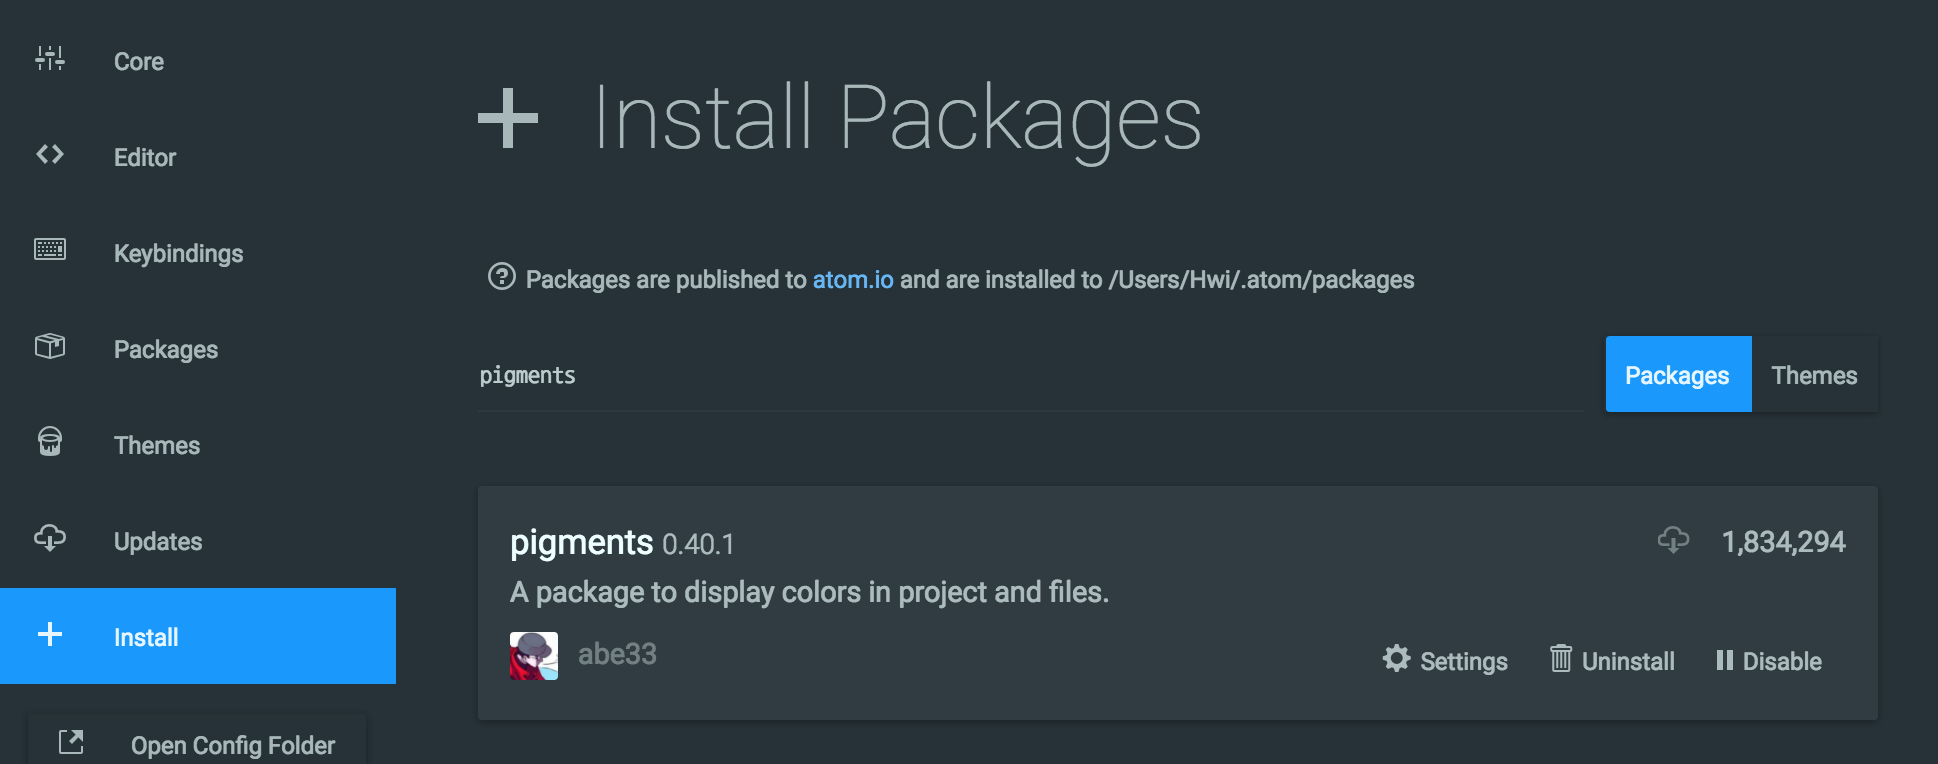 Core
Editor
Keybindings
Packages
Themes
Updates
Install
Open Config Folder
Install Packages
Packages are published to atom.io and are installed to /Users/Hwi/.atom/packages
pigments
Packages Themes
pigments 0.40.1
1,834,294
A package to display colors in project and files.
abe33
Settings Uninstall Disable